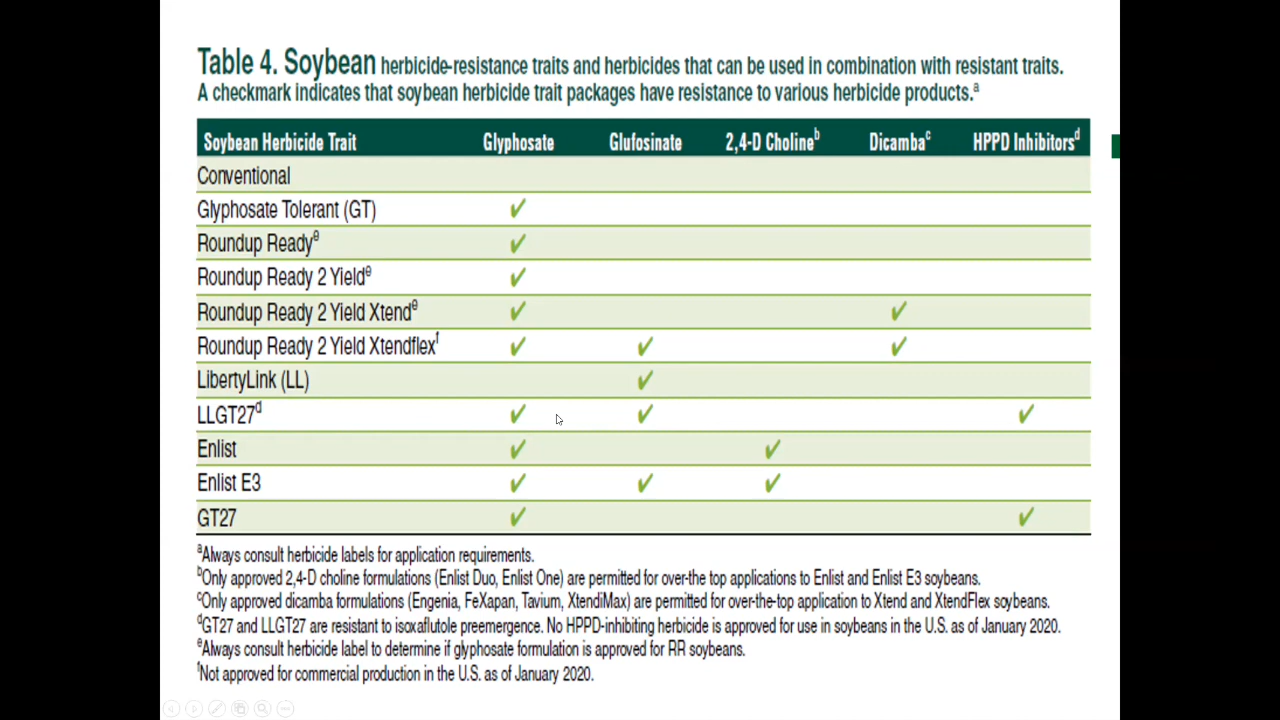 Table 4. Soybean herbicide-resistance traits and herbicides that can be used in combination with resistant traits.
A checkmark indicates that soybean herbicide trait packages have resistance to various herbicide products.a
Soybean Herbicide Trait Glyphosate Glufosinate 2,4-D Cholineb Dicambac HPPD Inhibitorsd
Conventional
Glyphosate Tolerant (GT) ✓
Roundup Readye ✓
Roundup Ready 2 Yielde ✓
Roundup Ready 2 Yield Xtende ✓ ✓
Roundup Ready 2 Yield Xtendflexf ✓ ✓ ✓
LibertyLink (LL) ✓
LLGT27d ✓ ✓ ✓
Enlist ✓ ✓
Enlist E3 ✓ ✓ ✓
GT27 ✓ ✓
aAlways consult herbicide labels for application requirements.
bOnly approved 2,4-D choline formulations (Enlist Duo, Enlist One) are permitted for over-the top applications to Enlist and Enlist E3 soybeans.
cOnly approved dicamba formulations (Engenia, FeXapan, Tavium, XtendiMax) are permitted for over-the-top application to Xtend and XtendFlex soybeans.
dGT27 and LLGT27 are resistant to isoxaflutole preemergence. No HPPD-inhibiting herbicide is approved for use in soybeans in the U.S. as of January 2020.
eAlways consult herbicide label to determine if glyphosate formulation is approved for RR soybeans.
fNot approved for commercial production in the U.S. as of January 2020.